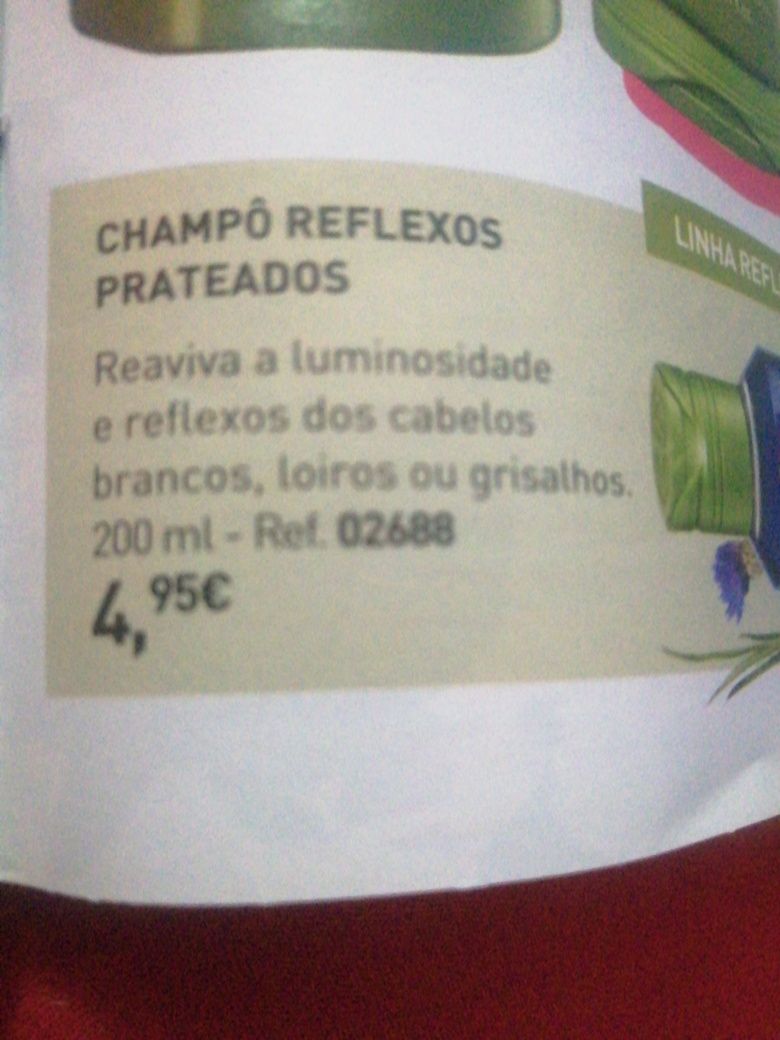 CHAMPÔ REFLEXOS
PRATEADOS
Reaviva a luminosidade
e reflexos dos cabelos
brancos, loiros ou grisalhos.
200 ml - Ref. 02688
4,95€
LINHA REFL